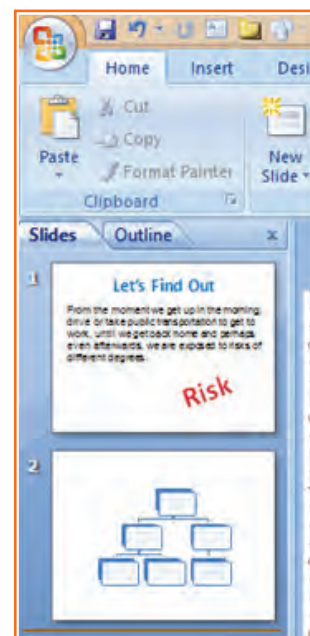 Home Insert Desi
Cut
Copy
Format Painter
Paste
New
Slide
Clipboard
Slides Outline x
1
Let's Find Out
From the moment we get up in the morning,
drive or take public transportation to get to
work, until we get back home and perhaps
even afterwards, we are exposed to risks of
different degrees.
Risk
2